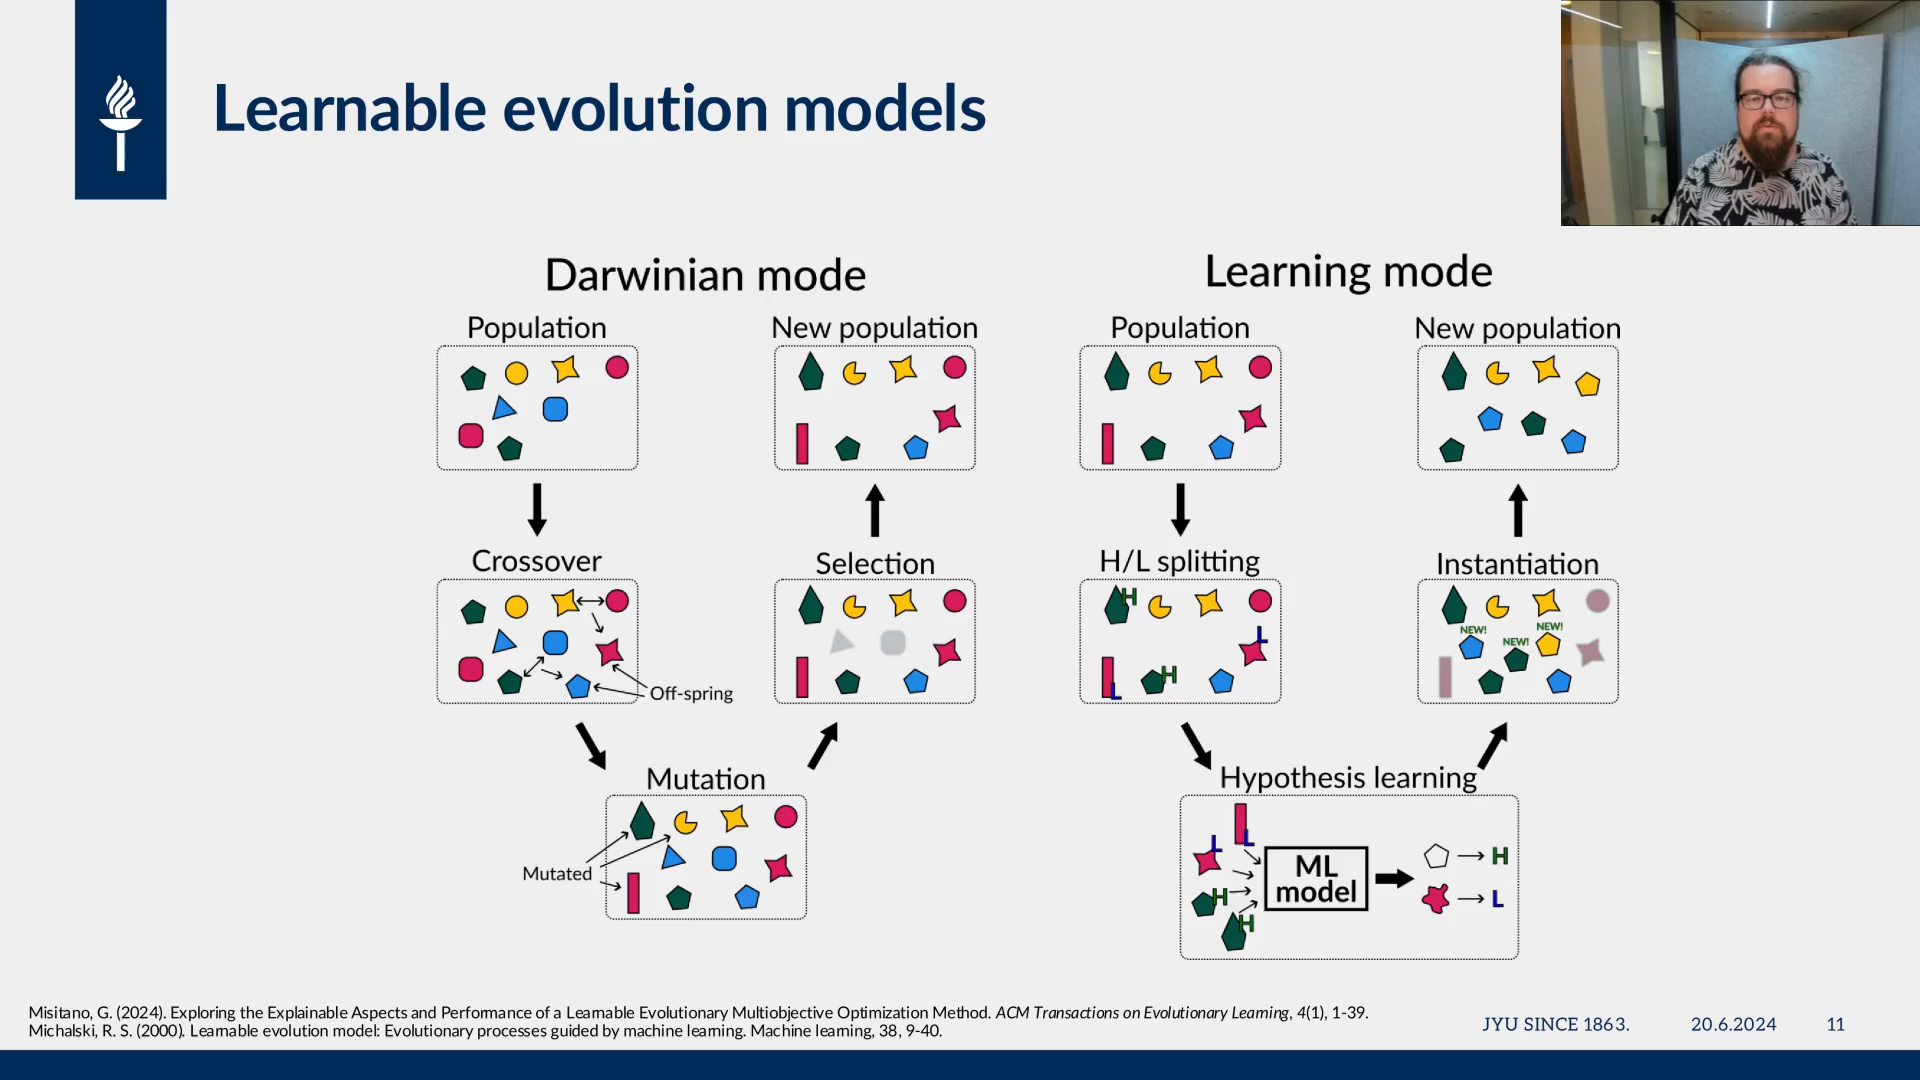 Learnable evolution models
Darwinian mode
Learning mode
Population
New population
Population
New population
Crossover
Selection
H/L splitting
Instantiation
H
L
L
H
NEW!
NEW!
NEW!
Off-spring
Mutation
Hypothesis learning
Mutated
L
L
H
H
ML
model
H
L
Misitano, G. (2024). Exploring the Explainable Aspects and Performance of a Learnable Evolutionary Multiobjective Optimization Method. ACM Transactions on Evolutionary Learning, 4(1), 1-39.
Michalski, R. S. (2000). Learnable evolution model: Evolutionary processes guided by machine learning. Machine learning, 38, 9-40.
JYU SINCE 1863.
20.6.2024
11